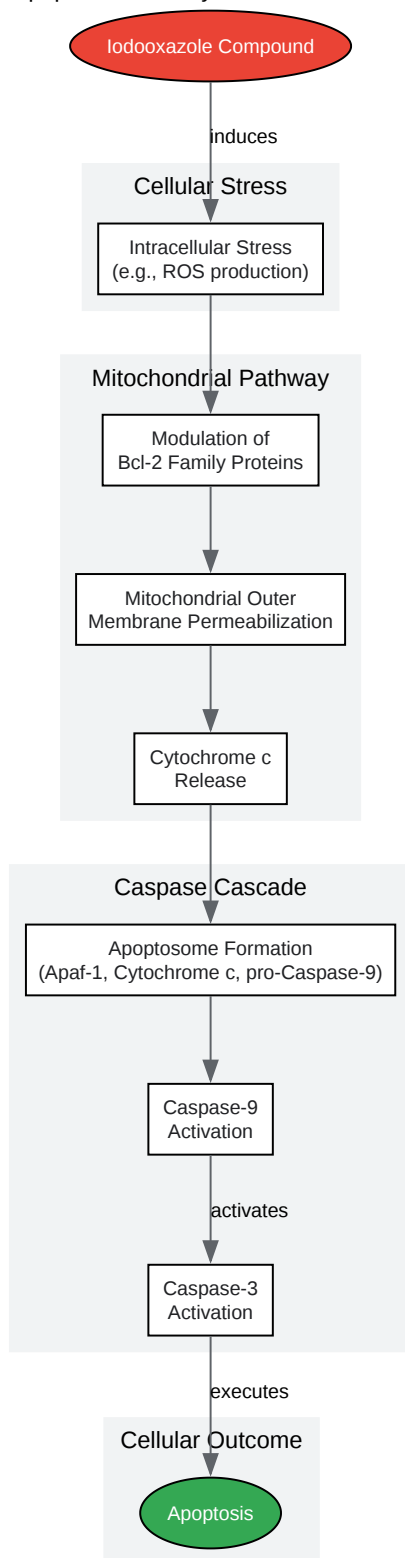 Iodooxazole Compound
induces
Cellular Stress
Intracellular Stress
(e.g., ROS production)
Mitochondrial Pathway
Modulation of
Bcl-2 Family Proteins
Mitochondrial Outer
Membrane Permeabilization
Cytochrome c
Release
Caspase Cascade
Apoptosome Formation
(Apaf-1, Cytochrome c, pro-Caspase-9)
Caspase-9
Activation
activates
Caspase-3
Activation
executes
Cellular Outcome
Apoptosis